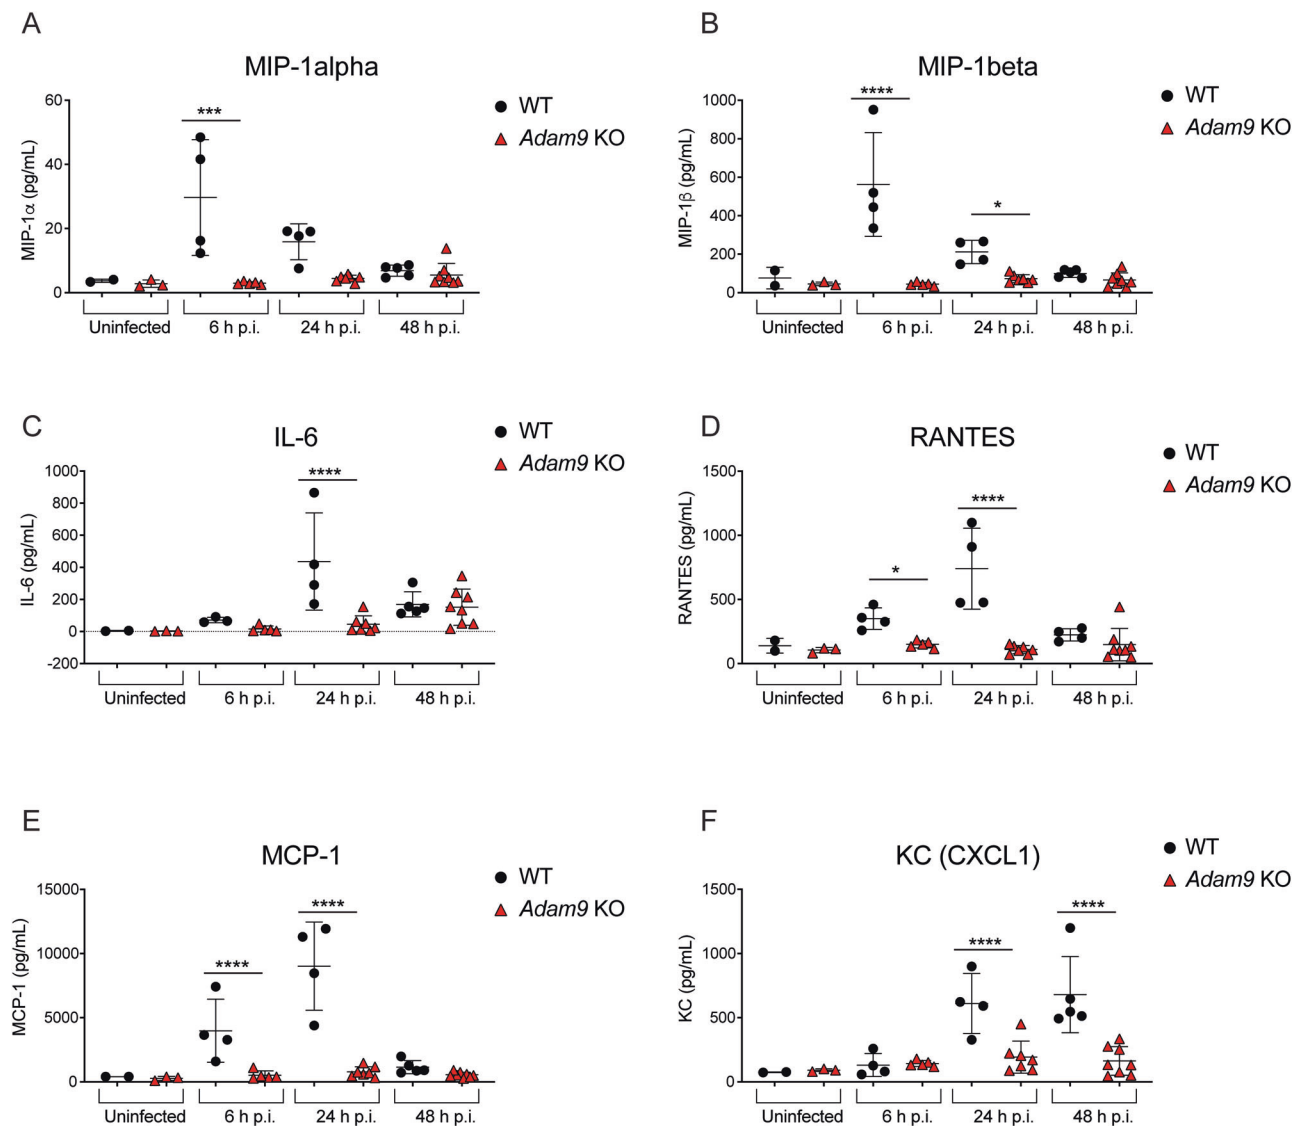 A
MIP-1alpha
MIP-1α (pg/mL)
60
40
20
0
***
WT
Adam9 KO
Uninfected
6 h p.i.
24 h p.i.
48 h p.i.
B
MIP-1beta
MIP-1β (pg/mL)
1000
800
600
400
200
0
****
*
WT
Adam9 KO
Uninfected
6 h p.i.
24 h p.i.
48 h p.i.
C
IL-6
IL-6 (pg/mL)
1000
800
600
400
200
0
-200
****
WT
Adam9 KO
Uninfected
6 h p.i.
24 h p.i.
48 h p.i.
D
RANTES
RANTES (pg/mL)
1500
1000
500
0
*
****
WT
Adam9 KO
Uninfected
6 h p.i.
24 h p.i.
48 h p.i.
E
MCP-1
MCP-1 (pg/mL)
15000
10000
5000
0
****
****
WT
Adam9 KO
Uninfected
6 h p.i.
24 h p.i.
48 h p.i.
F
KC (CXCL1)
KC (pg/mL)
1500
1000
500
0
****
****
WT
Adam9 KO
Uninfected
6 h p.i.
24 h p.i.
48 h p.i.